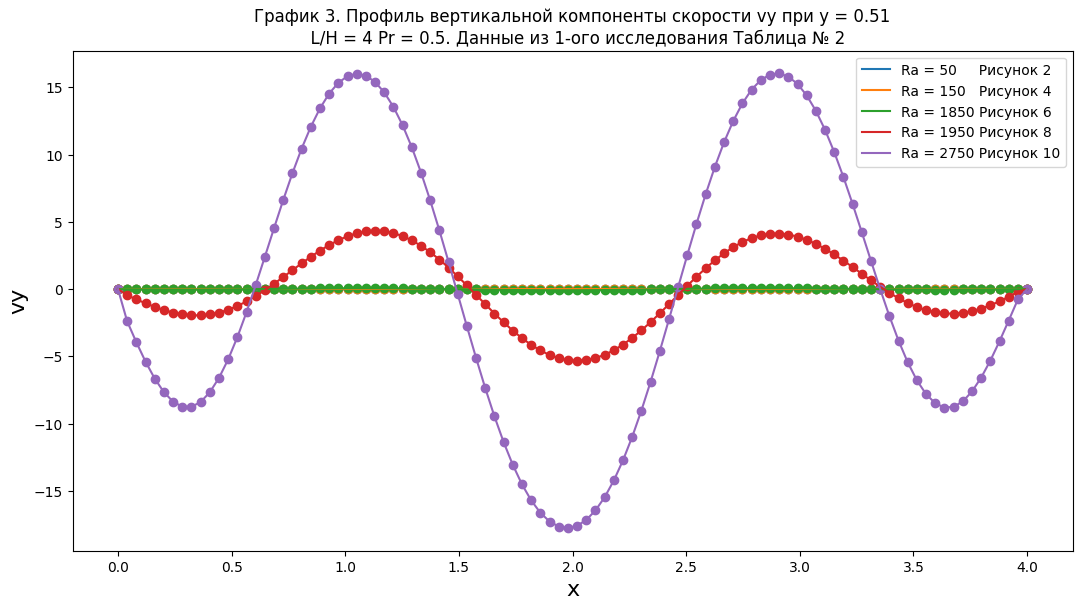 График 3. Профиль вертикальной компоненты скорости vy при y = 0.51
L/H = 4 Pr = 0.5. Данные из 1-ого исследования Таблица № 2
Ra = 50 Рисунок 2
Ra = 150 Рисунок 4
Ra = 1850 Рисунок 6
Ra = 1950 Рисунок 8
Ra = 2750 Рисунок 10
15
10
5
0
−5
−10
−15
vy
0.0 0.5 1.0 1.5 2.0 2.5 3.0 3.5 4.0
x